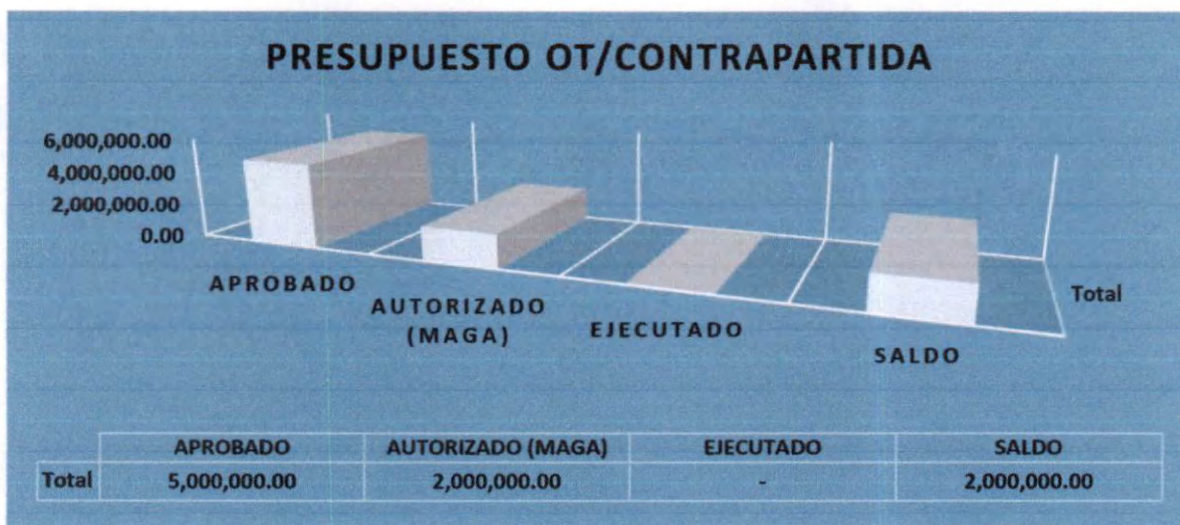 PRESUPUESTO OT/CONTRAPARTIDA
6,000,000.00
4,000,000.00
2,000,000.00
0.00
APROBADO
AUTORIZADO
(MAGA)
EJECUTADO
SALDO
Total
APROBADO AUTORIZADO (MAGA) EJECUTADO SALDO
Total 5,000,000.00 2,000,000.00 - 2,000,000.00